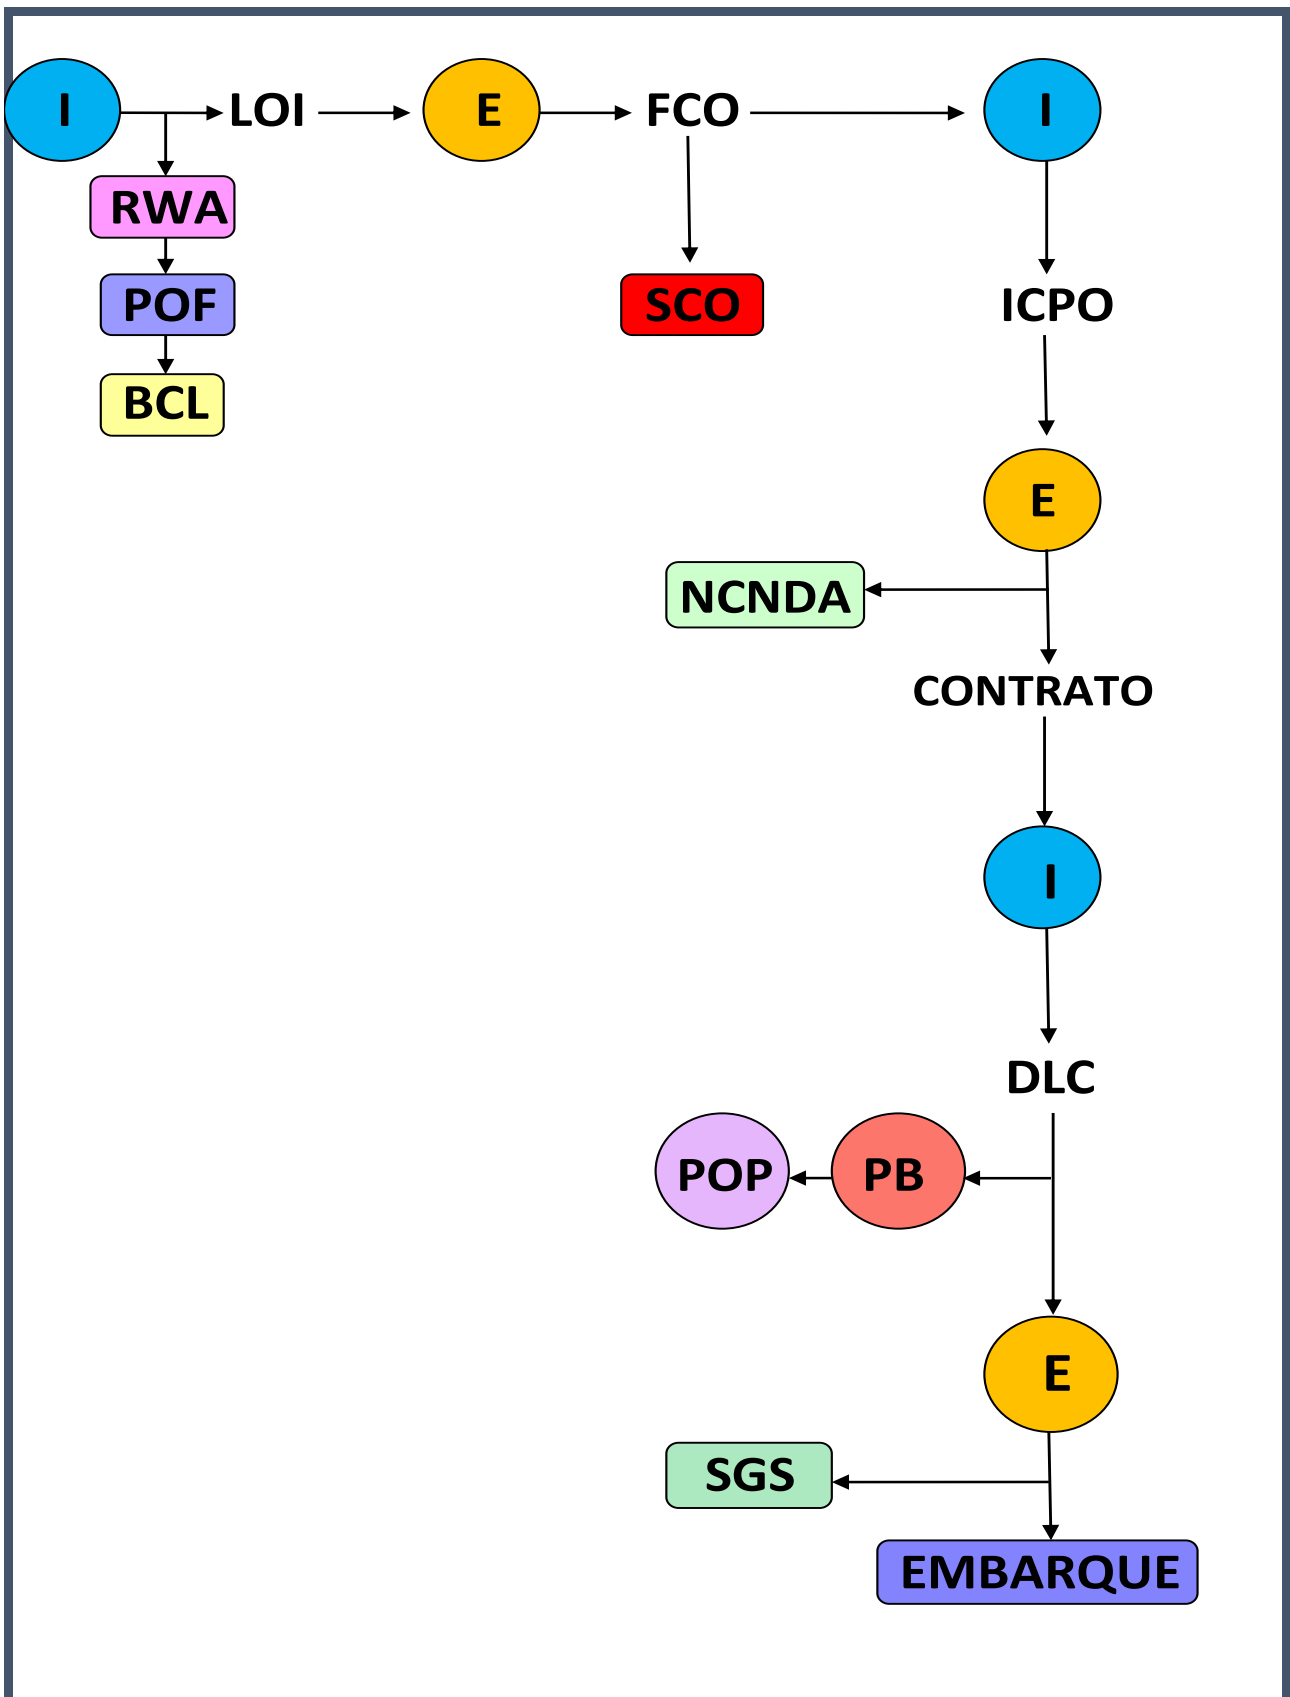 I LOI E FCO I
RWA
POF SCO ICPO
BCL
E
NCNDA
CONTRATO
I
DLC
POP PB
E
SGS
EMBARQUE